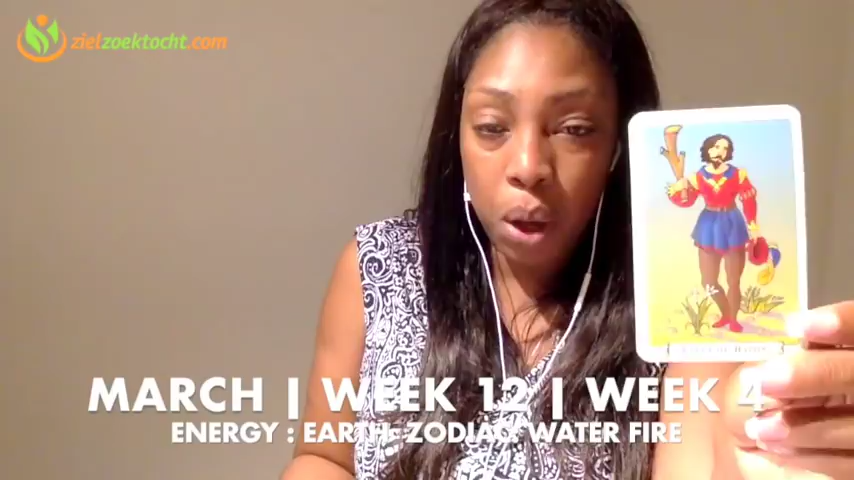 zielzoektocht.com
MARCH | WEEK 12 | WEEK 4
ENERGY : EARTH ZODIAC: WATER FIRE